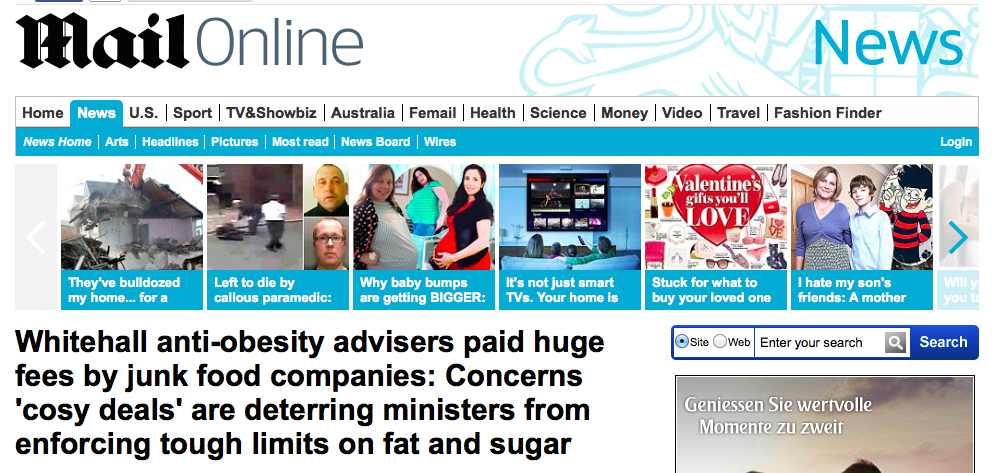 Mail Online
News
Home News U.S. Sport TV&Showbiz Australia Femail Health Science Money Video Travel Fashion Finder
News Home Arts Headlines Pictures Most read News Board Wires Login
They've bulldozed
my home... for a
Left to die by
callous paramedic:
Why baby bumps
are getting BIGGER:
It's not just smart
TVs. Your home is
Valentine's
gifts you'll
LOVE
Stuck for what to
buy your loved one
I hate my son's
friends: A mother
Will y
you to
Whitehall anti-obesity advisers paid huge
fees by junk food companies: Concerns
'cosy deals' are deterring ministers from
enforcing tough limits on fat and sugar
Site Web Enter your search Search
Geniessen Sie wertvolle
Momente zu zweit